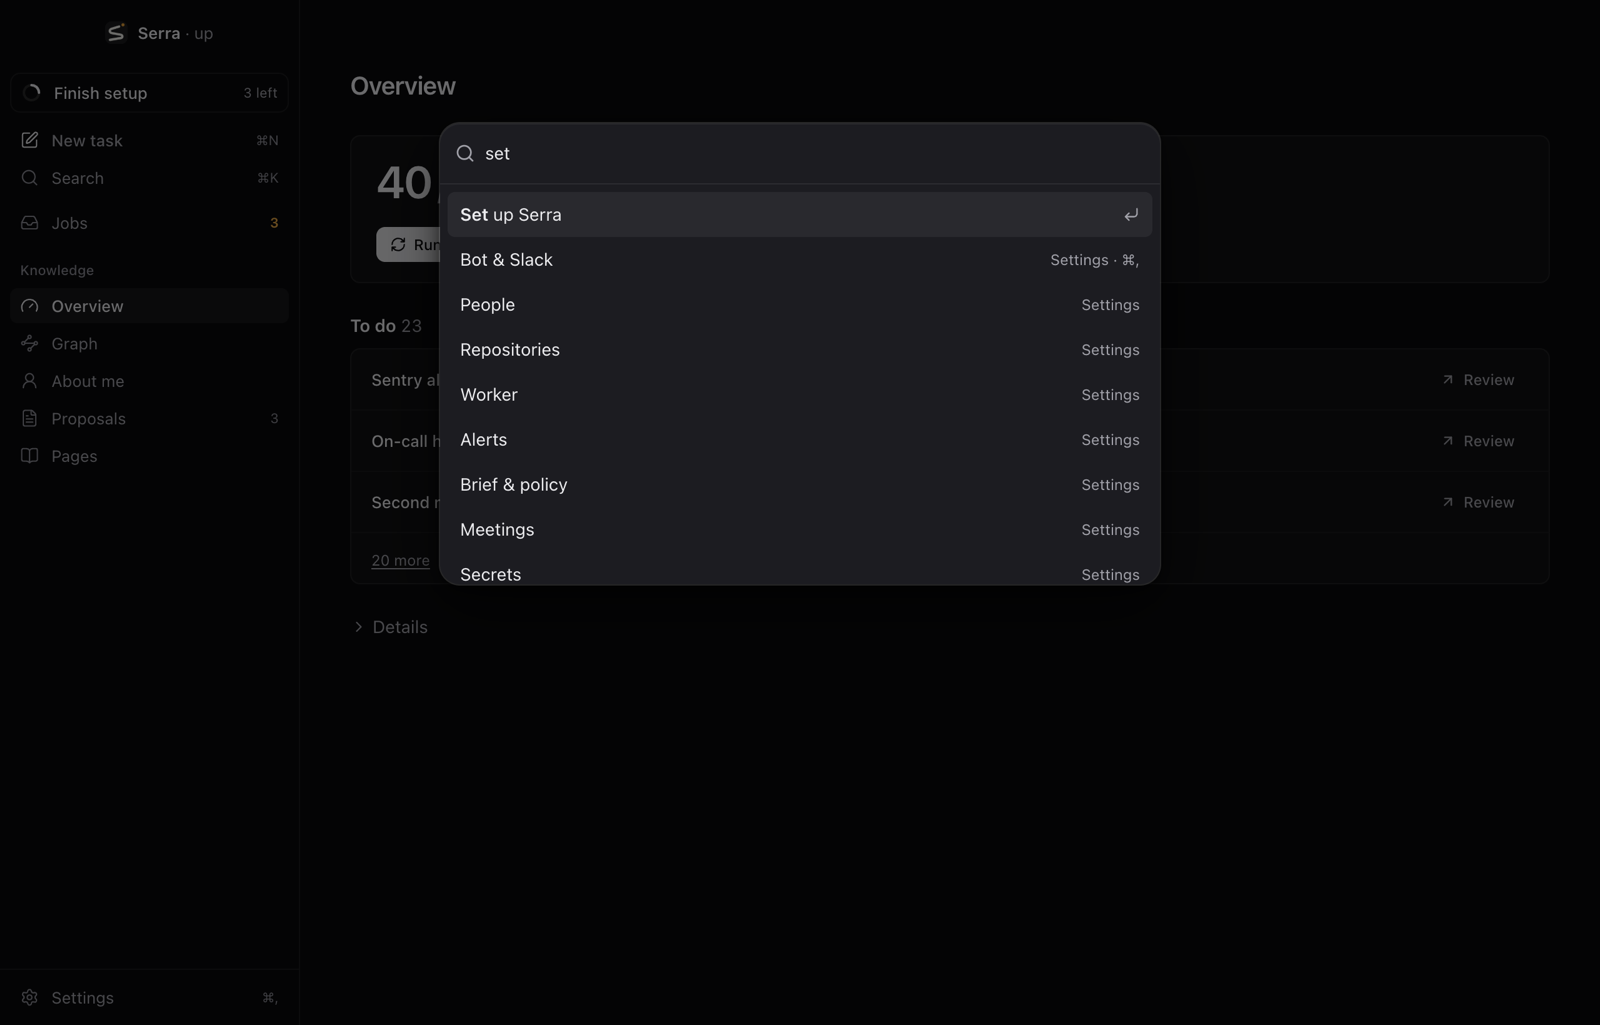 Serra · up
Finish setup 3 left
New task ⌘N
Search ⌘K
Jobs 3
Knowledge
Overview
Graph
About me
Proposals 3
Pages
Settings ⌘,
Overview
40
Run
To do 23
Sentry al
Review
On-call h
Review
Second r
Review
20 more
Details
set
Set up Serra
Bot & Slack Settings · ⌘,
People Settings
Repositories Settings
Worker Settings
Alerts Settings
Brief & policy Settings
Meetings Settings
Secrets Settings